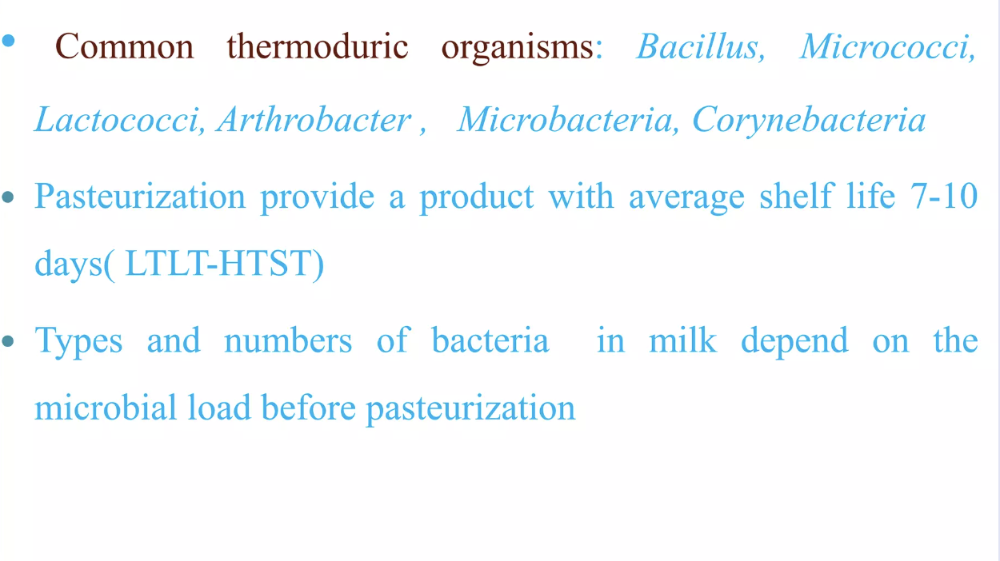 • Common thermoduric organisms: Bacillus, Micrococci,
Lactococci, Arthrobacter , Microbacteria, Corynebacteria
• Pasteurization provide a product with average shelf life 7-10
days( LTLT-HTST)
• Types and numbers of bacteria in milk depend on the
microbial load before pasteurization